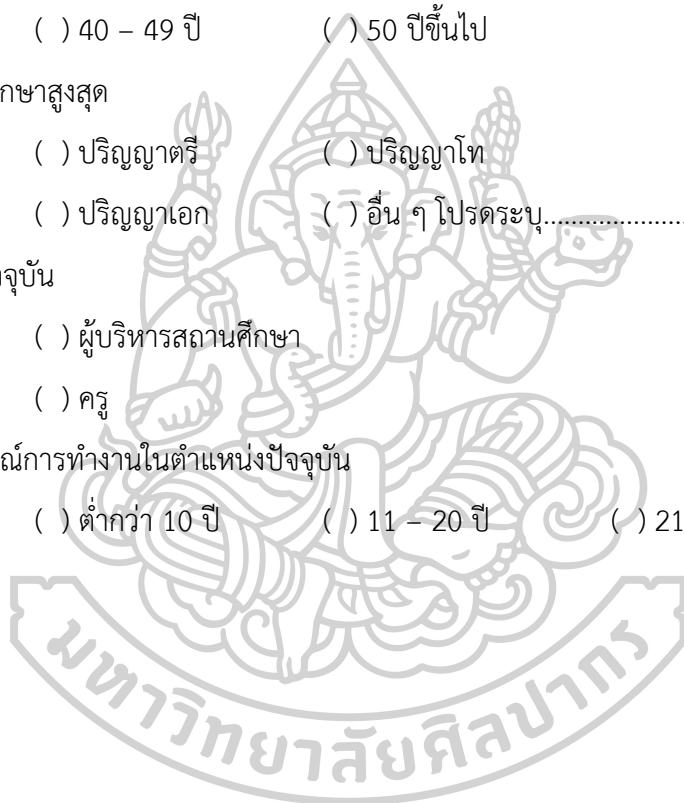 ( ) 40 – 49 ปี ( ) 50 ปีขึ้นไป
กษาสูงสุด
( ) ปริญญาตรี ( ) ปริญญาโท
( ) ปริญญาเอก ( ) อื่น ๆ โปรดระบุ......................
จจุบัน
( ) ผู้บริหารสถานศึกษา
( ) ครู
ณ์การทำงานในตำแหน่งปัจจุบัน
( ) ต่ำกว่า 10 ปี ( ) 11 – 20 ปี ( ) 21
มหาวิทยาลัยศิลปากร